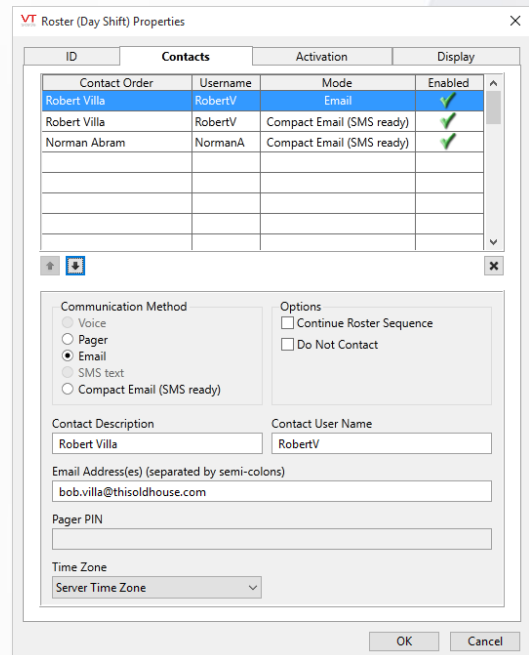 VT Roster (Day Shift) Properties
ID Contacts Activation Display
Contact Order Username Mode Enabled
Robert Villa RobertV Email
Robert Villa RobertV Compact Email (SMS ready)
Norman Abram NormanA Compact Email (SMS ready)
Communication Method Options
Voice Continue Roster Sequence
Pager Do Not Contact
Email
SMS text
Compact Email (SMS ready)
Contact Description Contact User Name
Robert Villa RobertV
Email Address(es) (separated by semi-colons)
bob.villa@thisoldhouse.com
Pager PIN
Time Zone
Server Time Zone
OK Cancel